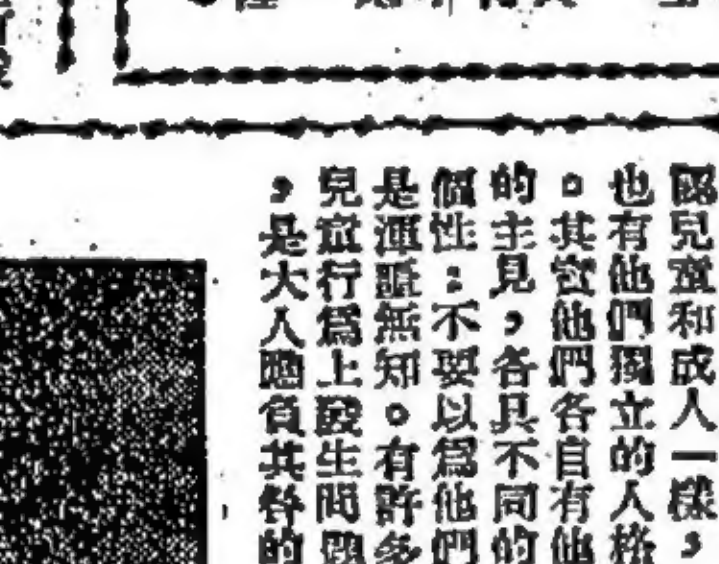 認兒童和成人一樣，
也有他們獨立的人格
。其實他們各自有他
的主見，各具不同的
個性：不要以爲他們
是渾噩無知。有許多
兒童行爲上發生問題
，是大人應負其咎的